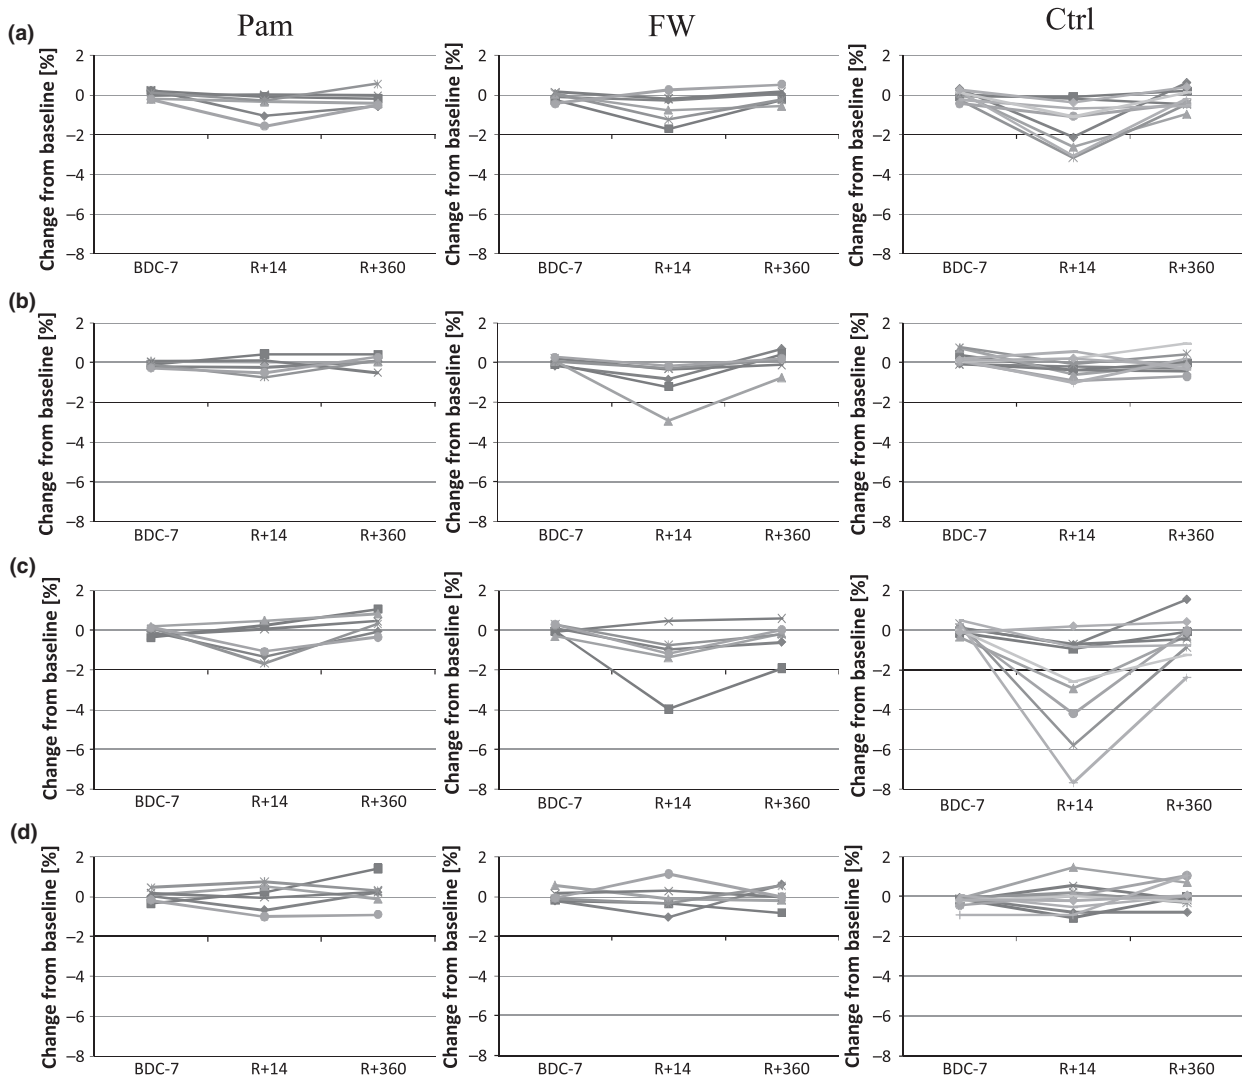 Pam FW Ctrl
(a)
Change from baseline [%] 2 0 −2 −4 −6 −8
Change from baseline [%] 2 0 −2 −4 −6 −8
Change from baseline [%] 2 0 −2 −4 −6 −8
BDC-7 R+14 R+360 BDC-7 R+14 R+360 BDC-7 R+14 R+360
(b)
Change from baseline [%] 2 0 −2 −4 −6 −8
Change from baseline [%] 2 0 −2 −4 −6 −8
Change from baseline [%] 2 0 −2 −4 −6 −8
BDC-7 R+14 R+360 BDC-7 R+14 R+360 BDC-7 R+14 R+360
(c)
Change from baseline [%] 2 0 −2 −4 −6 −8
Change from baseline [%] 2 0 −2 −4 −6 −8
Change from baseline [%] 2 0 −2 −4 −6 −8
BDC-7 R+14 R+360 BDC-7 R+14 R+360 BDC-7 R+14 R+360
(d)
Change from baseline [%] 2 0 −2 −4 −6 −8
Change from baseline [%] 2 0 −2 −4 −6 −8
Change from baseline [%] 2 0 −2 −4 −6 −8
BDC-7 R+14 R+360 BDC-7 R+14 R+360 BDC-7 R+14 R+360